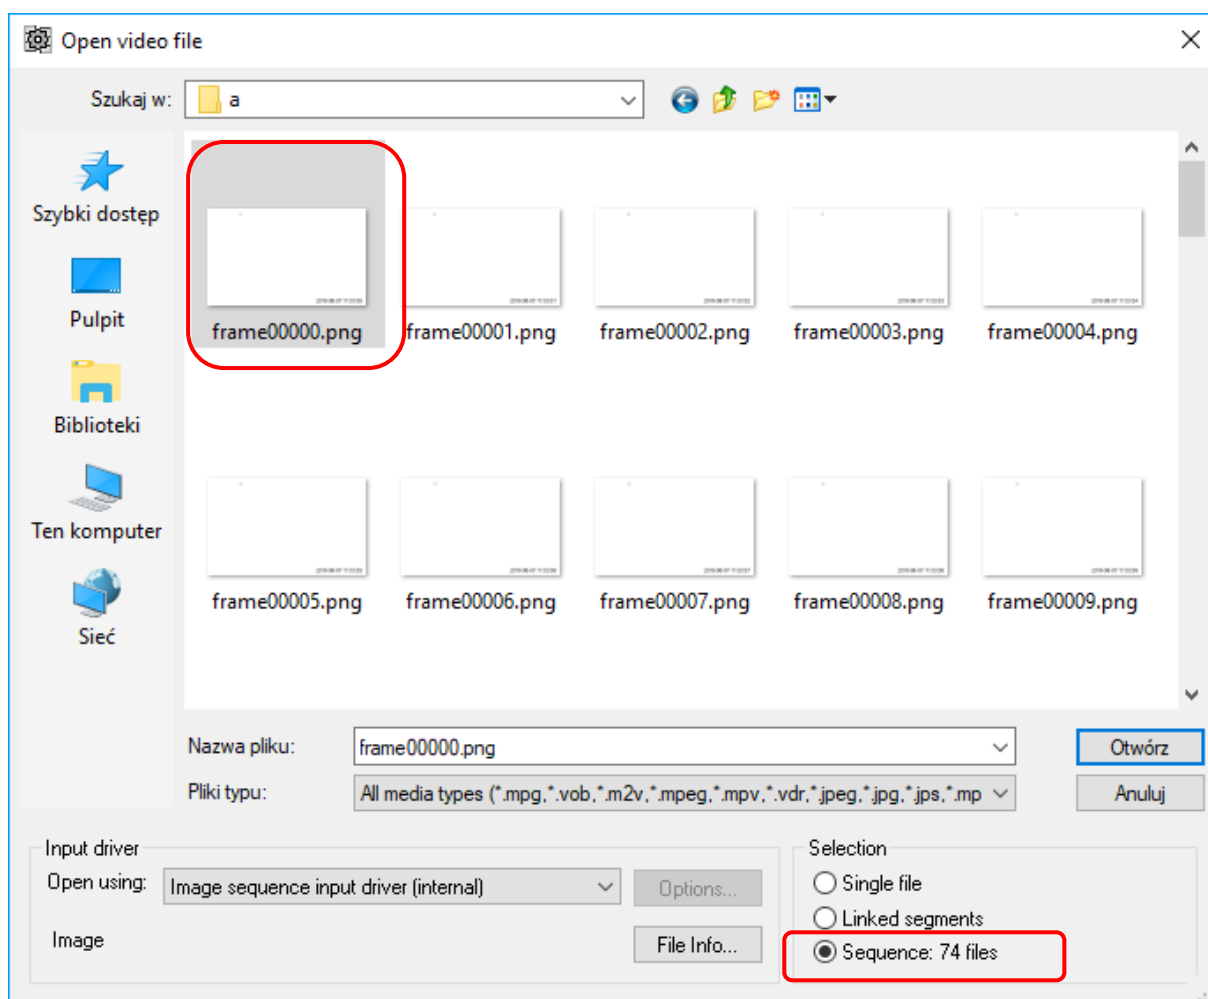 Open video file
Szukaj w: a
Szybki dostęp
Pulpit
Biblioteki
Ten komputer
Sieć
frame00000.png frame00001.png frame00002.png frame00003.png frame00004.png
frame00005.png frame00006.png frame00007.png frame00008.png frame00009.png
Nazwa pliku: frame00000.png Otwórz
Pliki typu: All media types (*.mpg,*.vob,*.m2v,*.mpeg,*.mpv,*.vdr,*.jpeg,*.jpg,*.jps,*.mp Anuluj
Input driver
Open using: Image sequence input driver (internal) Options...
Image File Info...
Selection
Single file
Linked segments
Sequence: 74 files